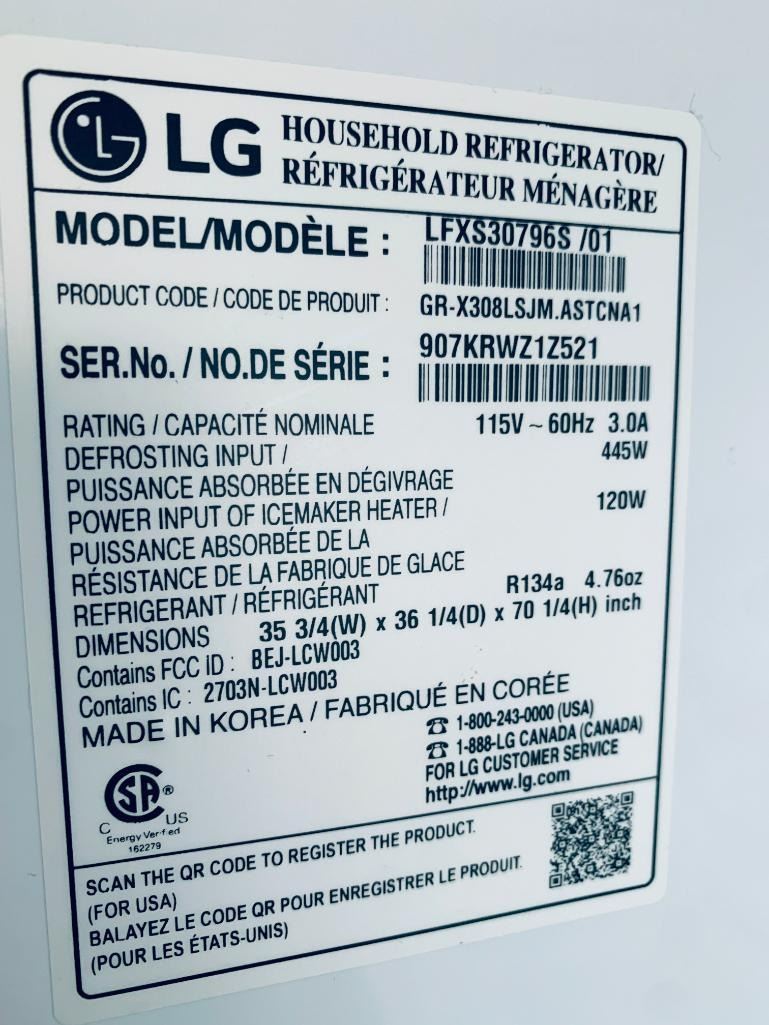 LG HOUSEHOLD REFRIGERATOR/
RÉFRIGÉRATEUR MÉNAGÈRE
MODEL/MODÈLE : LFXS30796S /01
PRODUCT CODE / CODE DE PRODUIT : GR-X308LSJM.ASTCNA1
SER.No. / NO.DE SÉRIE : 907KRWZ1Z521
RATING / CAPACITÉ NOMINALE 115V ~ 60Hz 3.0A
DEFROSTING INPUT / 445W
PUISSANCE ABSORBÉE EN DÉGIVRAGE
POWER INPUT OF ICEMAKER HEATER / 120W
PUISSANCE ABSORBÉE DE LA
RÉSISTANCE DE LA FABRIQUE DE GLACE
REFRIGERANT / RÉFRIGÉRANT R134a 4.76oz
DIMENSIONS 35 3/4(W) x 36 1/4(D) x 70 1/4(H) inch
Contains FCC ID : BEJ-LCW003
Contains IC : 2703N-LCW003
MADE IN KOREA / FABRIQUÉ EN CORÉE
☎ 1-800-243-0000 (USA)
☎ 1-888-LG CANADA (CANADA)
FOR LG CUSTOMER SERVICE
http://www.lg.com
SA ®
C US
Energy Verified
162279
SCAN THE QR CODE TO REGISTER THE PRODUCT.
(FOR USA)
BALAYEZ LE CODE QR POUR ENREGISTRER LE PRODUIT.
(POUR LES ÉTATS-UNIS)